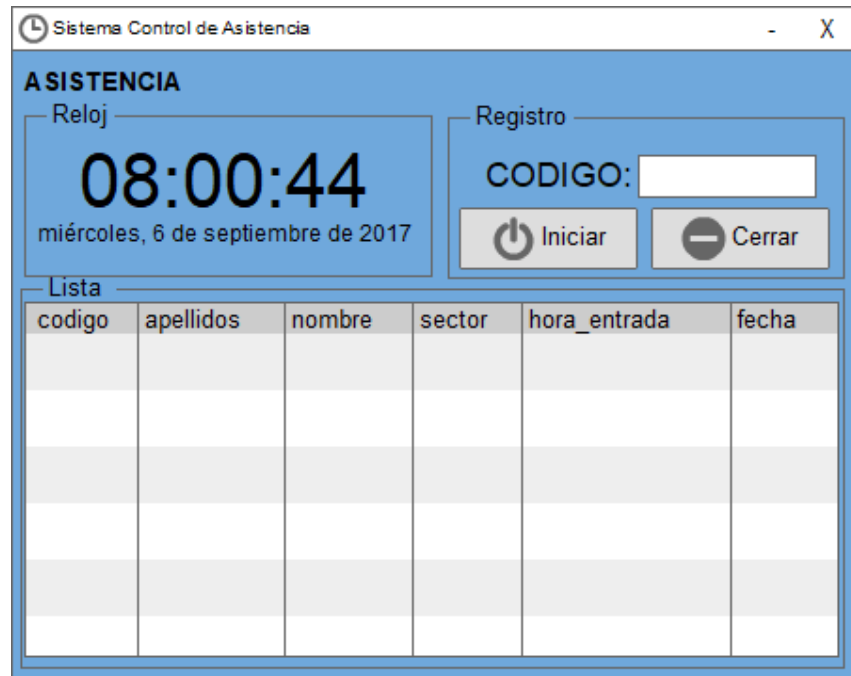 Sistema Control de Asistencia - X
ASISTENCIA
Reloj
08:00:44
miércoles, 6 de septiembre de 2017
Registro
CODIGO:
Iniciar Cerrar
Lista
codigo apellidos nombre sector hora_entrada fecha